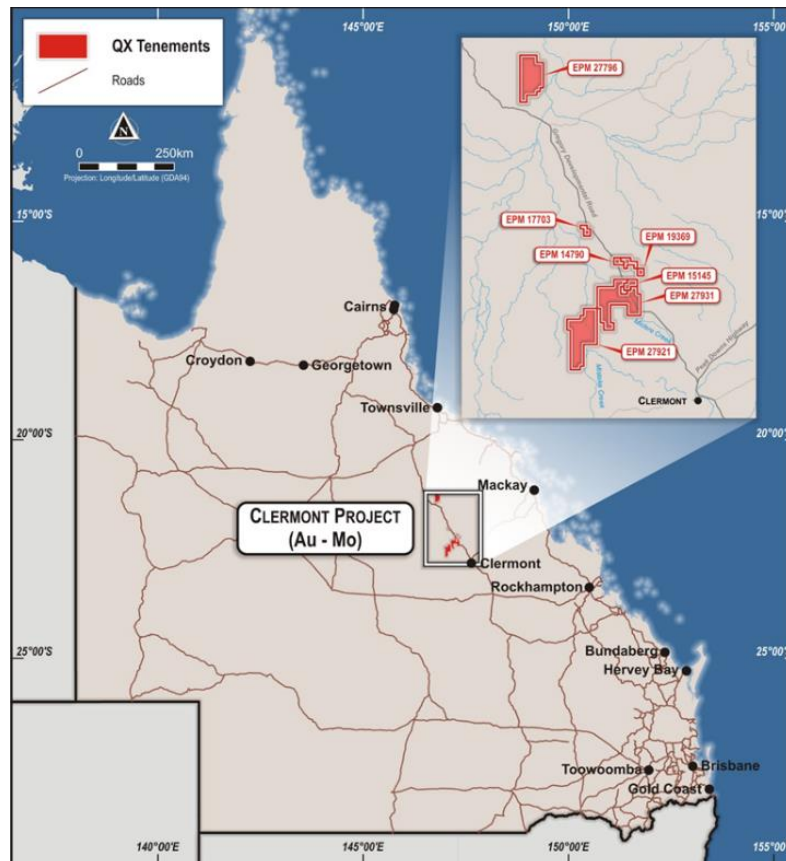 145°00'E
150°00'E
155°00'E
QX Tenements
Roads
N
0
250km
Projection: Longitude/Latitude (GDA94)
EPM 27796
Gregory Developmental Road
EPM 17703
EPM 19369
EPM 14790
EPM 15145
EPM 27931
EPM 27921
Peak Downs Highway
CLERMONT
15°00'S
15°00'S
Cairns
Croydon
Georgetown
Townsville
20°00'S
20°00'S
Mackay
CLERMONT PROJECT
(Au - Mo)
Clermont
Rockhampton
25°00'S
25°00'S
Bundaberg
Hervey Bay
Toowoomba
Brisbane
Gold Coast
140°00'E
145°00'E
150°00'E
155°00'E